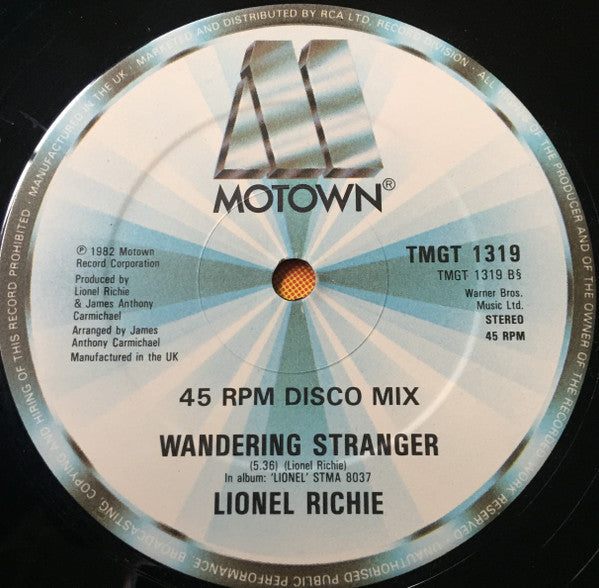 MARKETED AND DISTRIBUTED BY RCA LTD. RECORD DIVISION · ALL RIGHTS OF THE PRODUCER AND OF THE OWNER OF THE RECORDED WORK RESERVED · UNAUTHORISED PUBLIC PERFORMANCE, BROADCASTING, COPYING AND HIRING OF THIS RECORD PROHIBITED · MANUFACTURED IN THE UK ·
MOTOWN®
℗ 1982 Motown
Record Corporation
Produced by
Lionel Richie
& James Anthony
Carmichael
Arranged by James
Anthony Carmichael
Manufactured in the UK
TMGT 1319
TMGT 1319 B§
Warner Bros.
Music Ltd.
STEREO
45 RPM
45 RPM DISCO MIX
WANDERING STRANGER
(5.36) (Lionel Richie)
In album: 'LIONEL' STMA 8037
LIONEL RICHIE